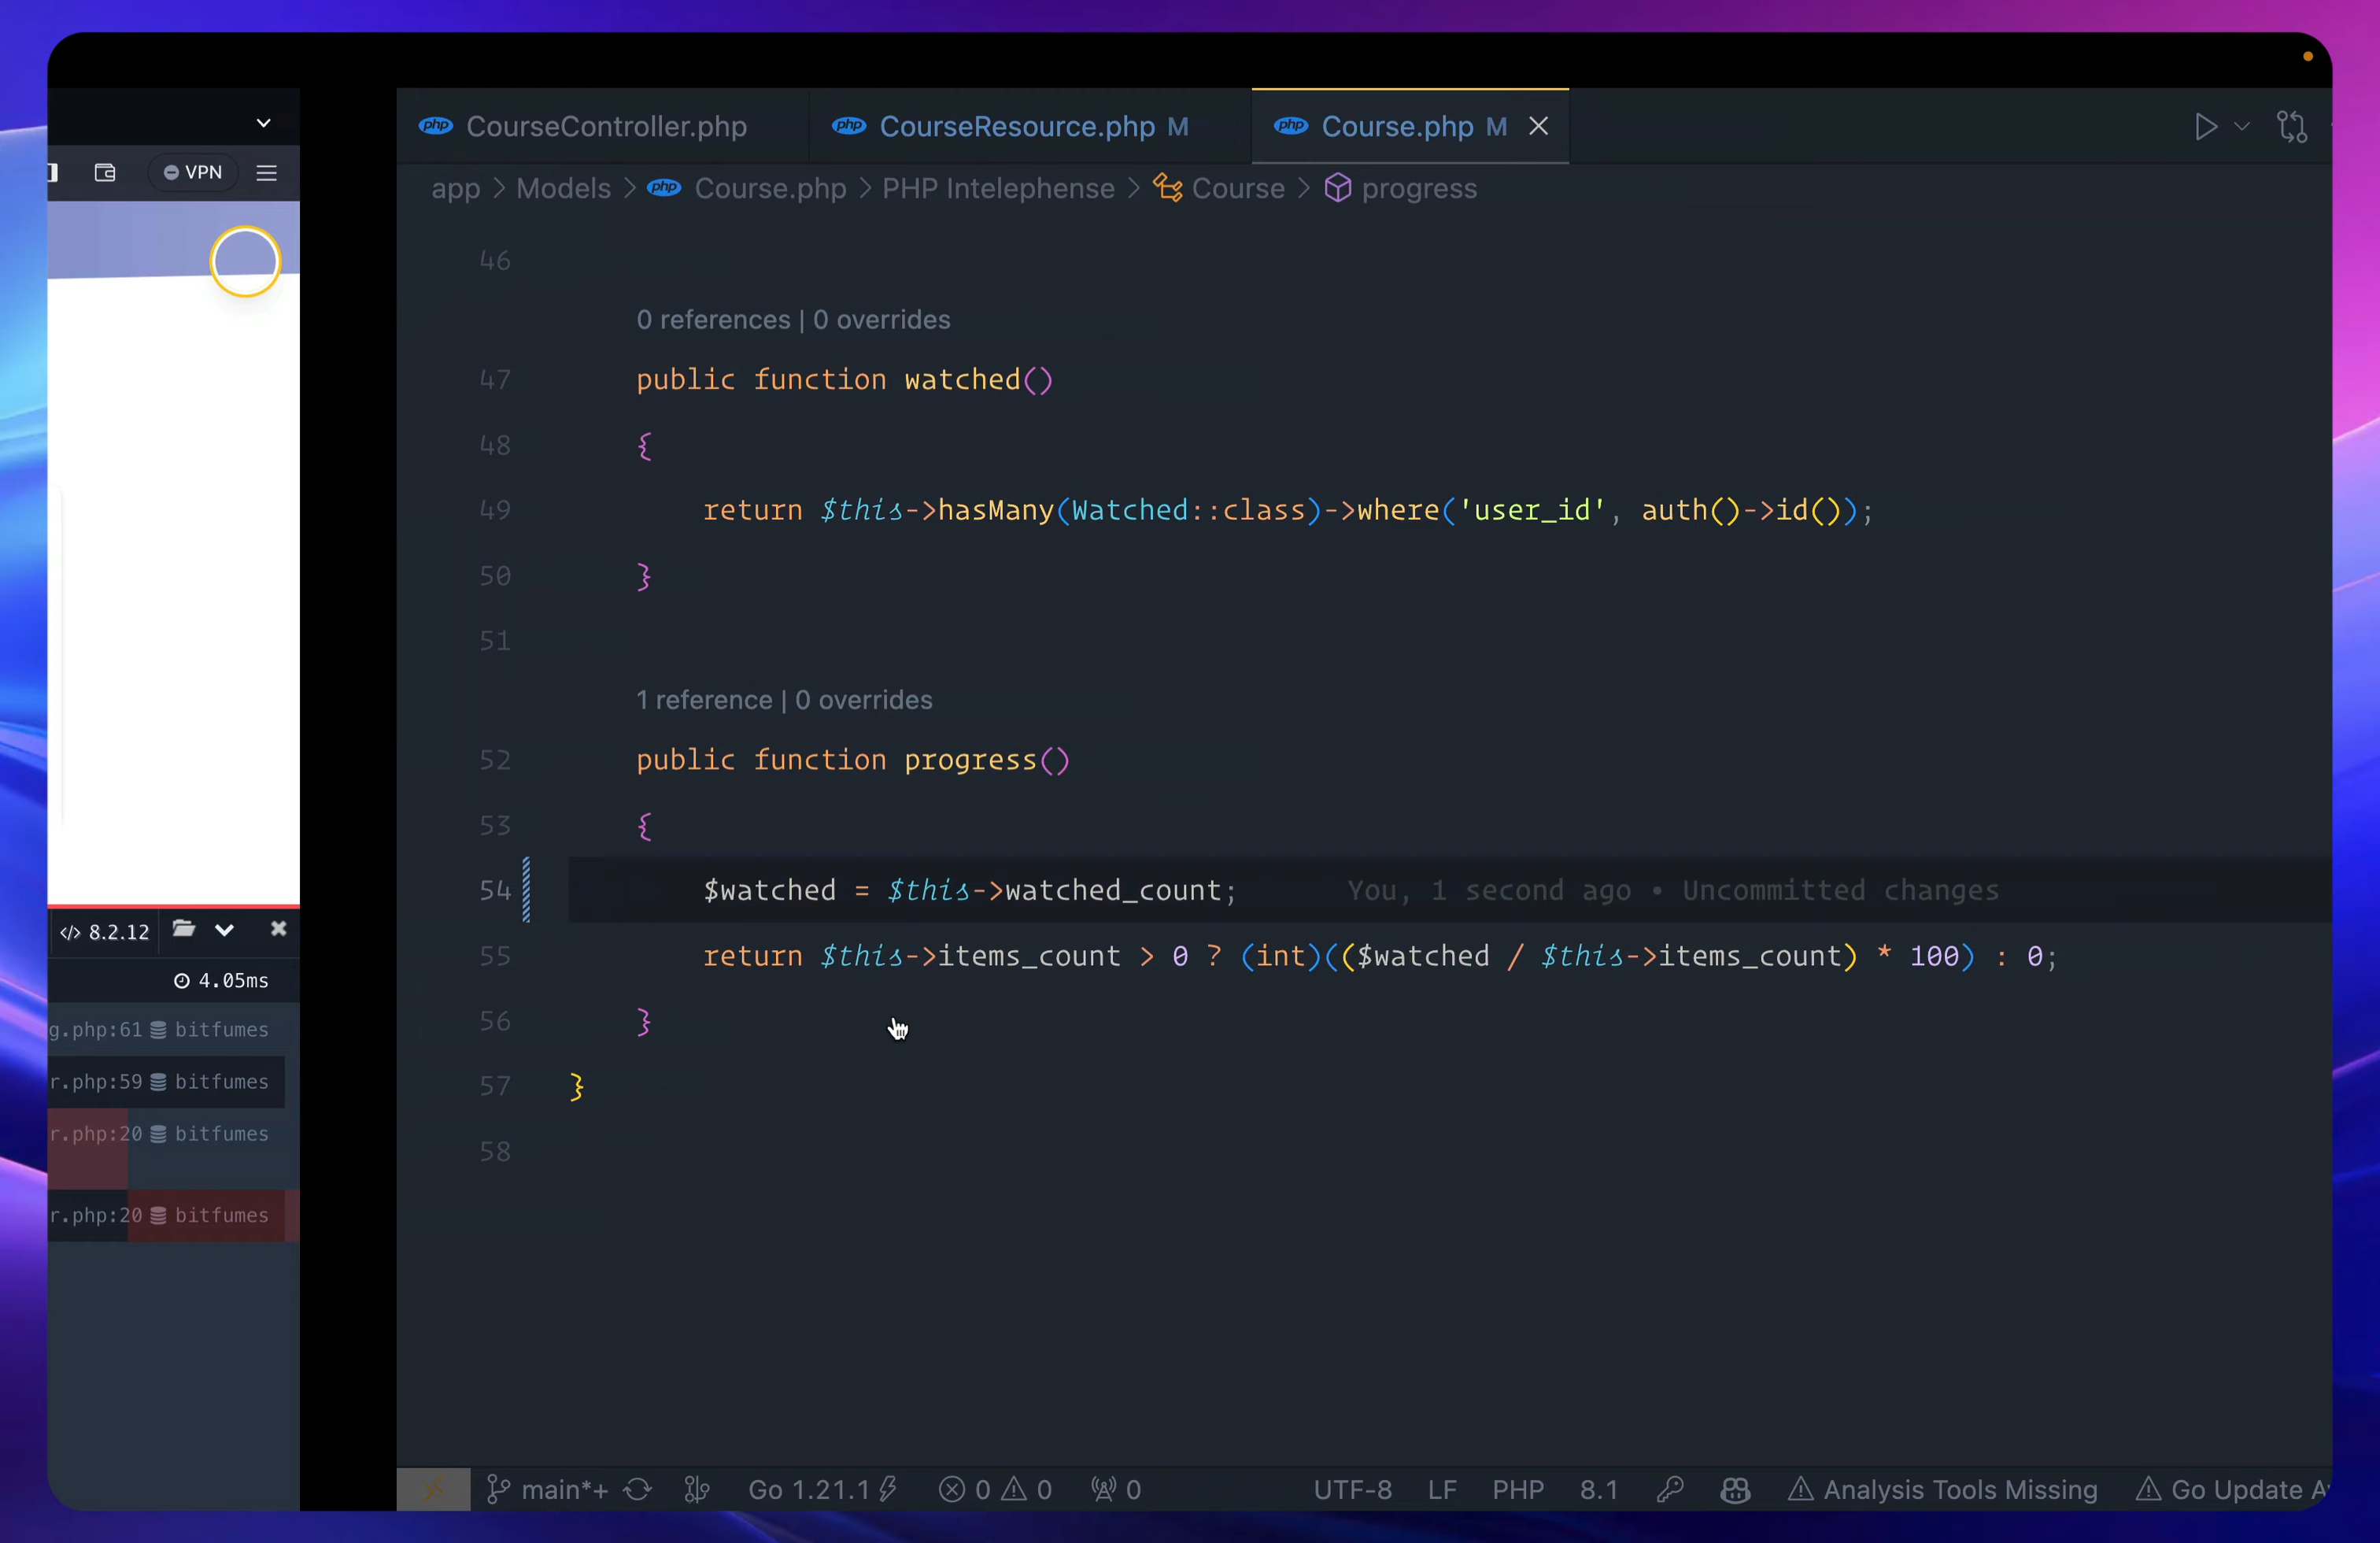 VPN
8.2.12
4.05ms
g.php:61 bitfumes
r.php:59 bitfumes
r.php:20 bitfumes
r.php:20 bitfumes
php CourseController.php
php CourseResource.php M
php Course.php M
app > Models > php Course.php > PHP Intelephense > Course > progress
46
0 references | 0 overrides
47 public function watched()
48 {
49 return $this->hasMany(Watched::class)->where('user_id', auth()->id());
50 }
51
1 reference | 0 overrides
52 public function progress()
53 {
54 $watched = $this->watched_count; You, 1 second ago • Uncommitted changes
55 return $this->items_count > 0 ? (int)(($watched / $this->items_count) * 100) : 0;
56 }
57 }
58
main*+ Go 1.21.1 0 0 0 UTF-8 LF PHP 8.1 Analysis Tools Missing Go Update A